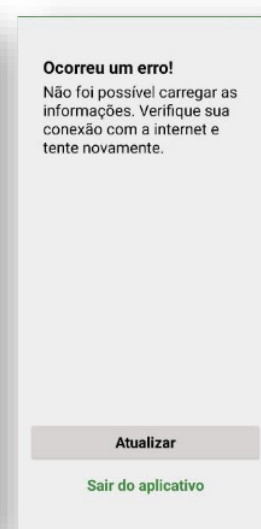 Ocorreu um erro!
Não foi possível carregar as
informações. Verifique sua
conexão com a internet e
tente novamente.
Atualizar
Sair do aplicativo